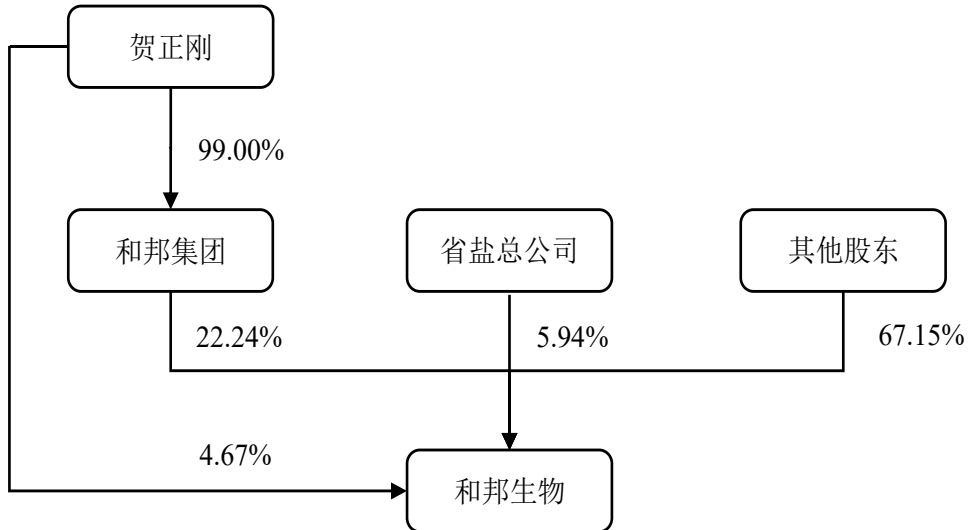 贺正刚
99.00%
和邦集团
省盐总公司
其他股东
22.24%
5.94%
67.15%
4.67%
和邦生物